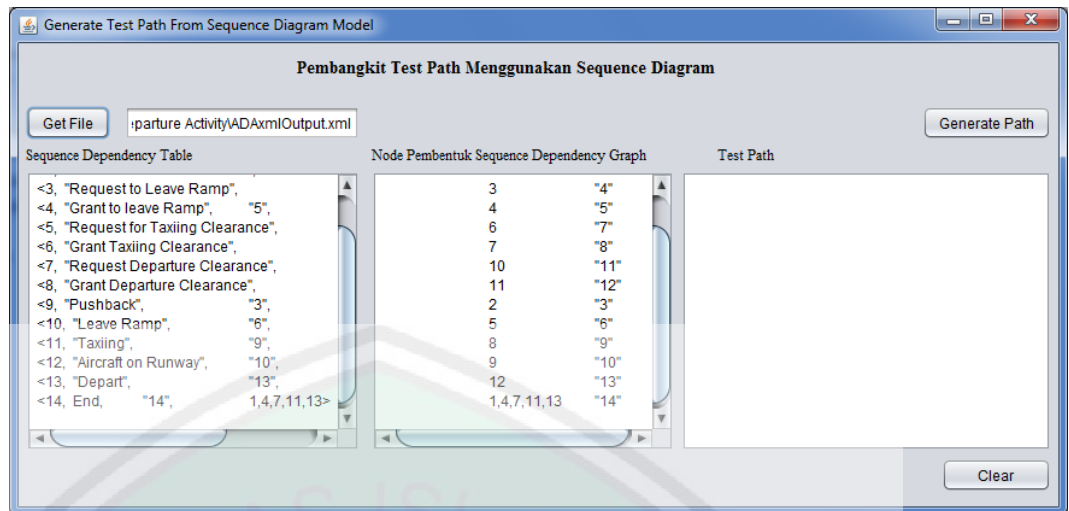 Generate Test Path From Sequence Diagram Model
Pembangkit Test Path Menggunakan Sequence Diagram
Get File parture Activity\ADAxmlOutput.xml Generate Path
Sequence Dependency Table Node Pembentuk Sequence Dependency Graph Test Path
<3, "Request to Leave Ramp", 3 "4"
<4, "Grant to leave Ramp", "5", 4 "5"
<5, "Request for Taxiing Clearance", 6 "7"
<6, "Grant Taxiing Clearance", 7 "8"
<7, "Request Departure Clearance", 10 "11"
<8, "Grant Departure Clearance", 11 "12"
<9, "Pushback", "3", 2 "3"
<10, "Leave Ramp", "6", 5 "6"
<11, "Taxiing", "9", 8 "9"
<12, "Aircraft on Runway", "10", 9 "10"
<13, "Depart", "13", 12 "13"
<14, End, "14", 1,4,7,11,13> 1,4,7,11,13 "14"
Clear